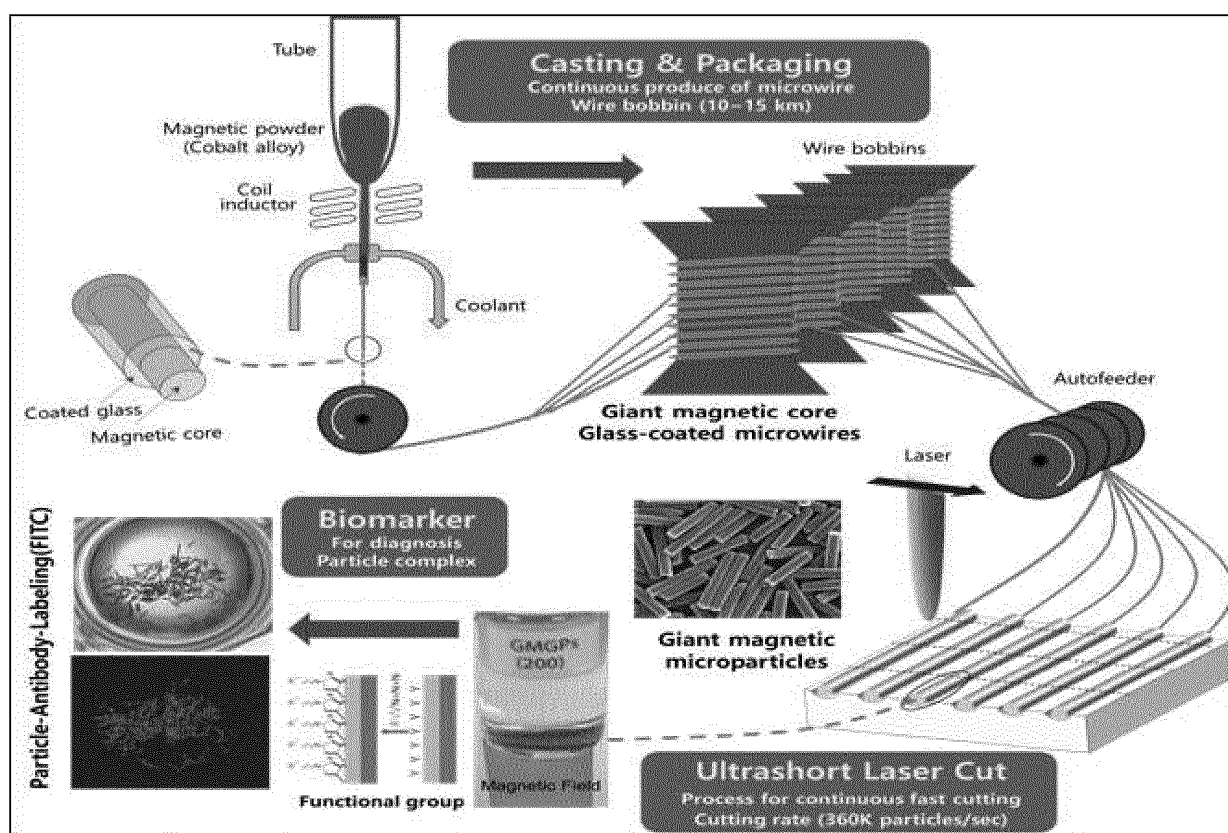 Tube
Casting & Packaging
Continuous produce of microwire
Wire bobbin (10–15 km)
Magnetic powder
(Cobalt alloy)
Wire bobbins
Coil
inductor
Coolant
Coated glass
Magnetic core
Giant magnetic core
Glass-coated microwires
Autofeeder
Laser
Particle-Antibody-Labeling(FITC)
Biomarker
For diagnosis
Particle complex
GMGPs
(200)
Giant magnetic
microparticles
Magnetic Field
Functional group
Ultrashort Laser Cut
Process for continuous fast cutting
Cutting rate (360K particles/sec)